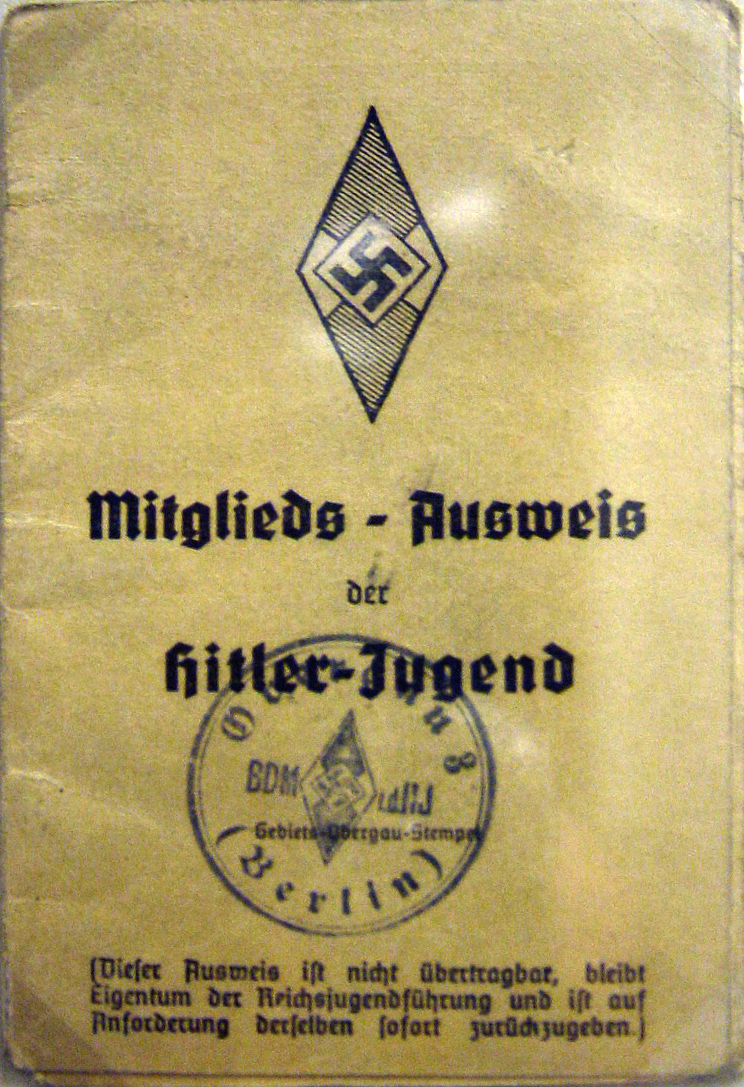 Mitglieds - Ausweis
der
Hitler-Jugend
BDM
i.d.HJ
Gebiets-Obergau-Stempel
(Berlin)
(Dieser Ausweis ist nicht übertragbar, bleibt
Eigentum der Reichsjugendführung und ist auf
Anforderung derselben sofort zurückzugeben.)